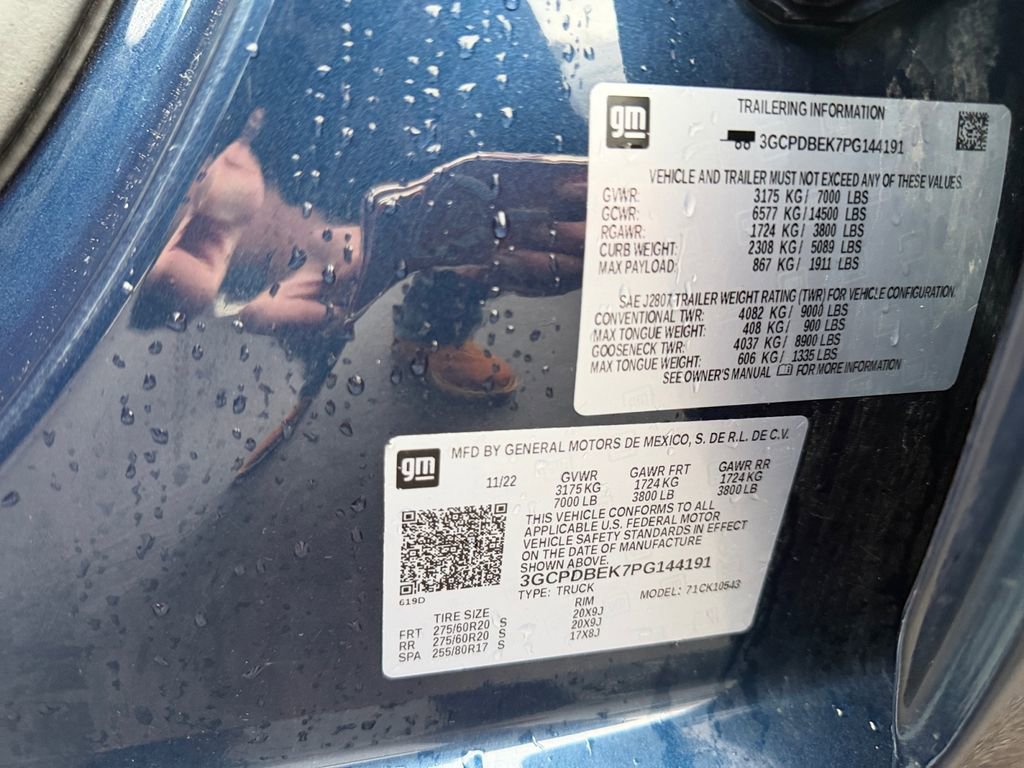 gm
TRAILERING INFORMATION
3GCPDBEK7PG144191
VEHICLE AND TRAILER MUST NOT EXCEED ANY OF THESE VALUES.
GVWR: 3175 KG/ 7000 LBS
GCWR: 6577 KG/14500 LBS
RGAWR: 1724 KG/ 3800 LBS
CURB WEIGHT: 2308 KG/ 5089 LBS
MAX PAYLOAD: 867 KG/ 1911 LBS
SAE J2807 TRAILER WEIGHT RATING (TWR) FOR VEHICLE CONFIGURATION.
CONVENTIONAL TWR: 4082 KG/ 9000 LBS
MAX TONGUE WEIGHT: 408 KG/ 900 LBS
GOOSENECK TWR: 4037 KG/ 8900 LBS
MAX TONGUE WEIGHT: 606 KG/ 1335 LBS
SEE OWNER'S MANUAL FOR MORE INFORMATION
gm
MFD BY GENERAL MOTORS DE MEXICO, S. DE R.L. DE C.V.
11/22 GVWR GAWR FRT GAWR RR
3175 KG 1724 KG 1724 KG
7000 LB 3800 LB 3800 LB
THIS VEHICLE CONFORMS TO ALL
APPLICABLE U.S. FEDERAL MOTOR
VEHICLE SAFETY STANDARDS IN EFFECT
ON THE DATE OF MANUFACTURE
SHOWN ABOVE.
3GCPDBEK7PG144191
TYPE: TRUCK MODEL: 71CK10543
619D
TIRE SIZE RIM
FRT 275/60R20 S 20X9J
RR 275/60R20 S 20X9J
SPA 255/80R17 S 17X8J